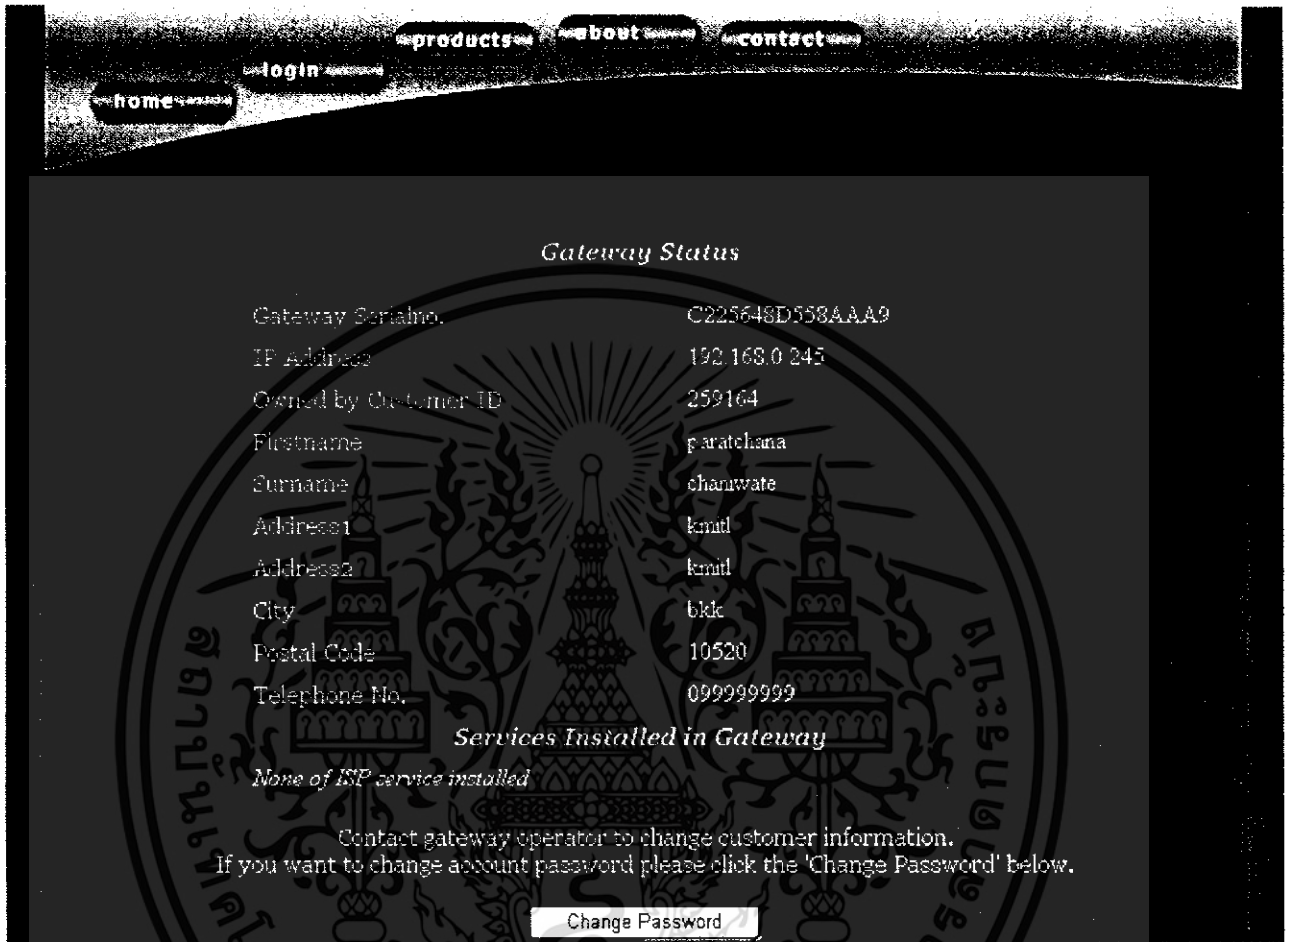 products about contact
login
home
Gateway Status
Gateway Serialno. C225648D558AAA9
IP Address 192.168.0.245
Owned by Customer ID 259164
Firstname paratchana
Surname chaniwate
Address1 kmitl
Address2 kmitl
City bkk
Postal Code 10520
Telephone No. 099999999
Services Installed in Gateway
None of ISP service installed
Contact gateway operator to change customer information.
If you want to change account password please click the 'Change Password' below.
Change Password